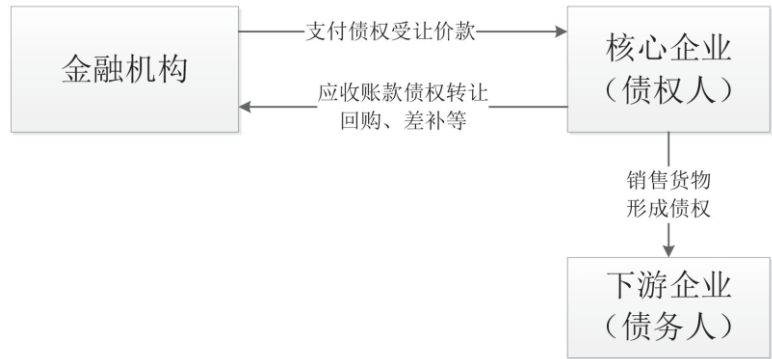 金融机构
支付债权受让价款
核心企业
（债权人）
应收账款债权转让
回购、差补等
销售货物
形成债权
下游企业
（债务人）